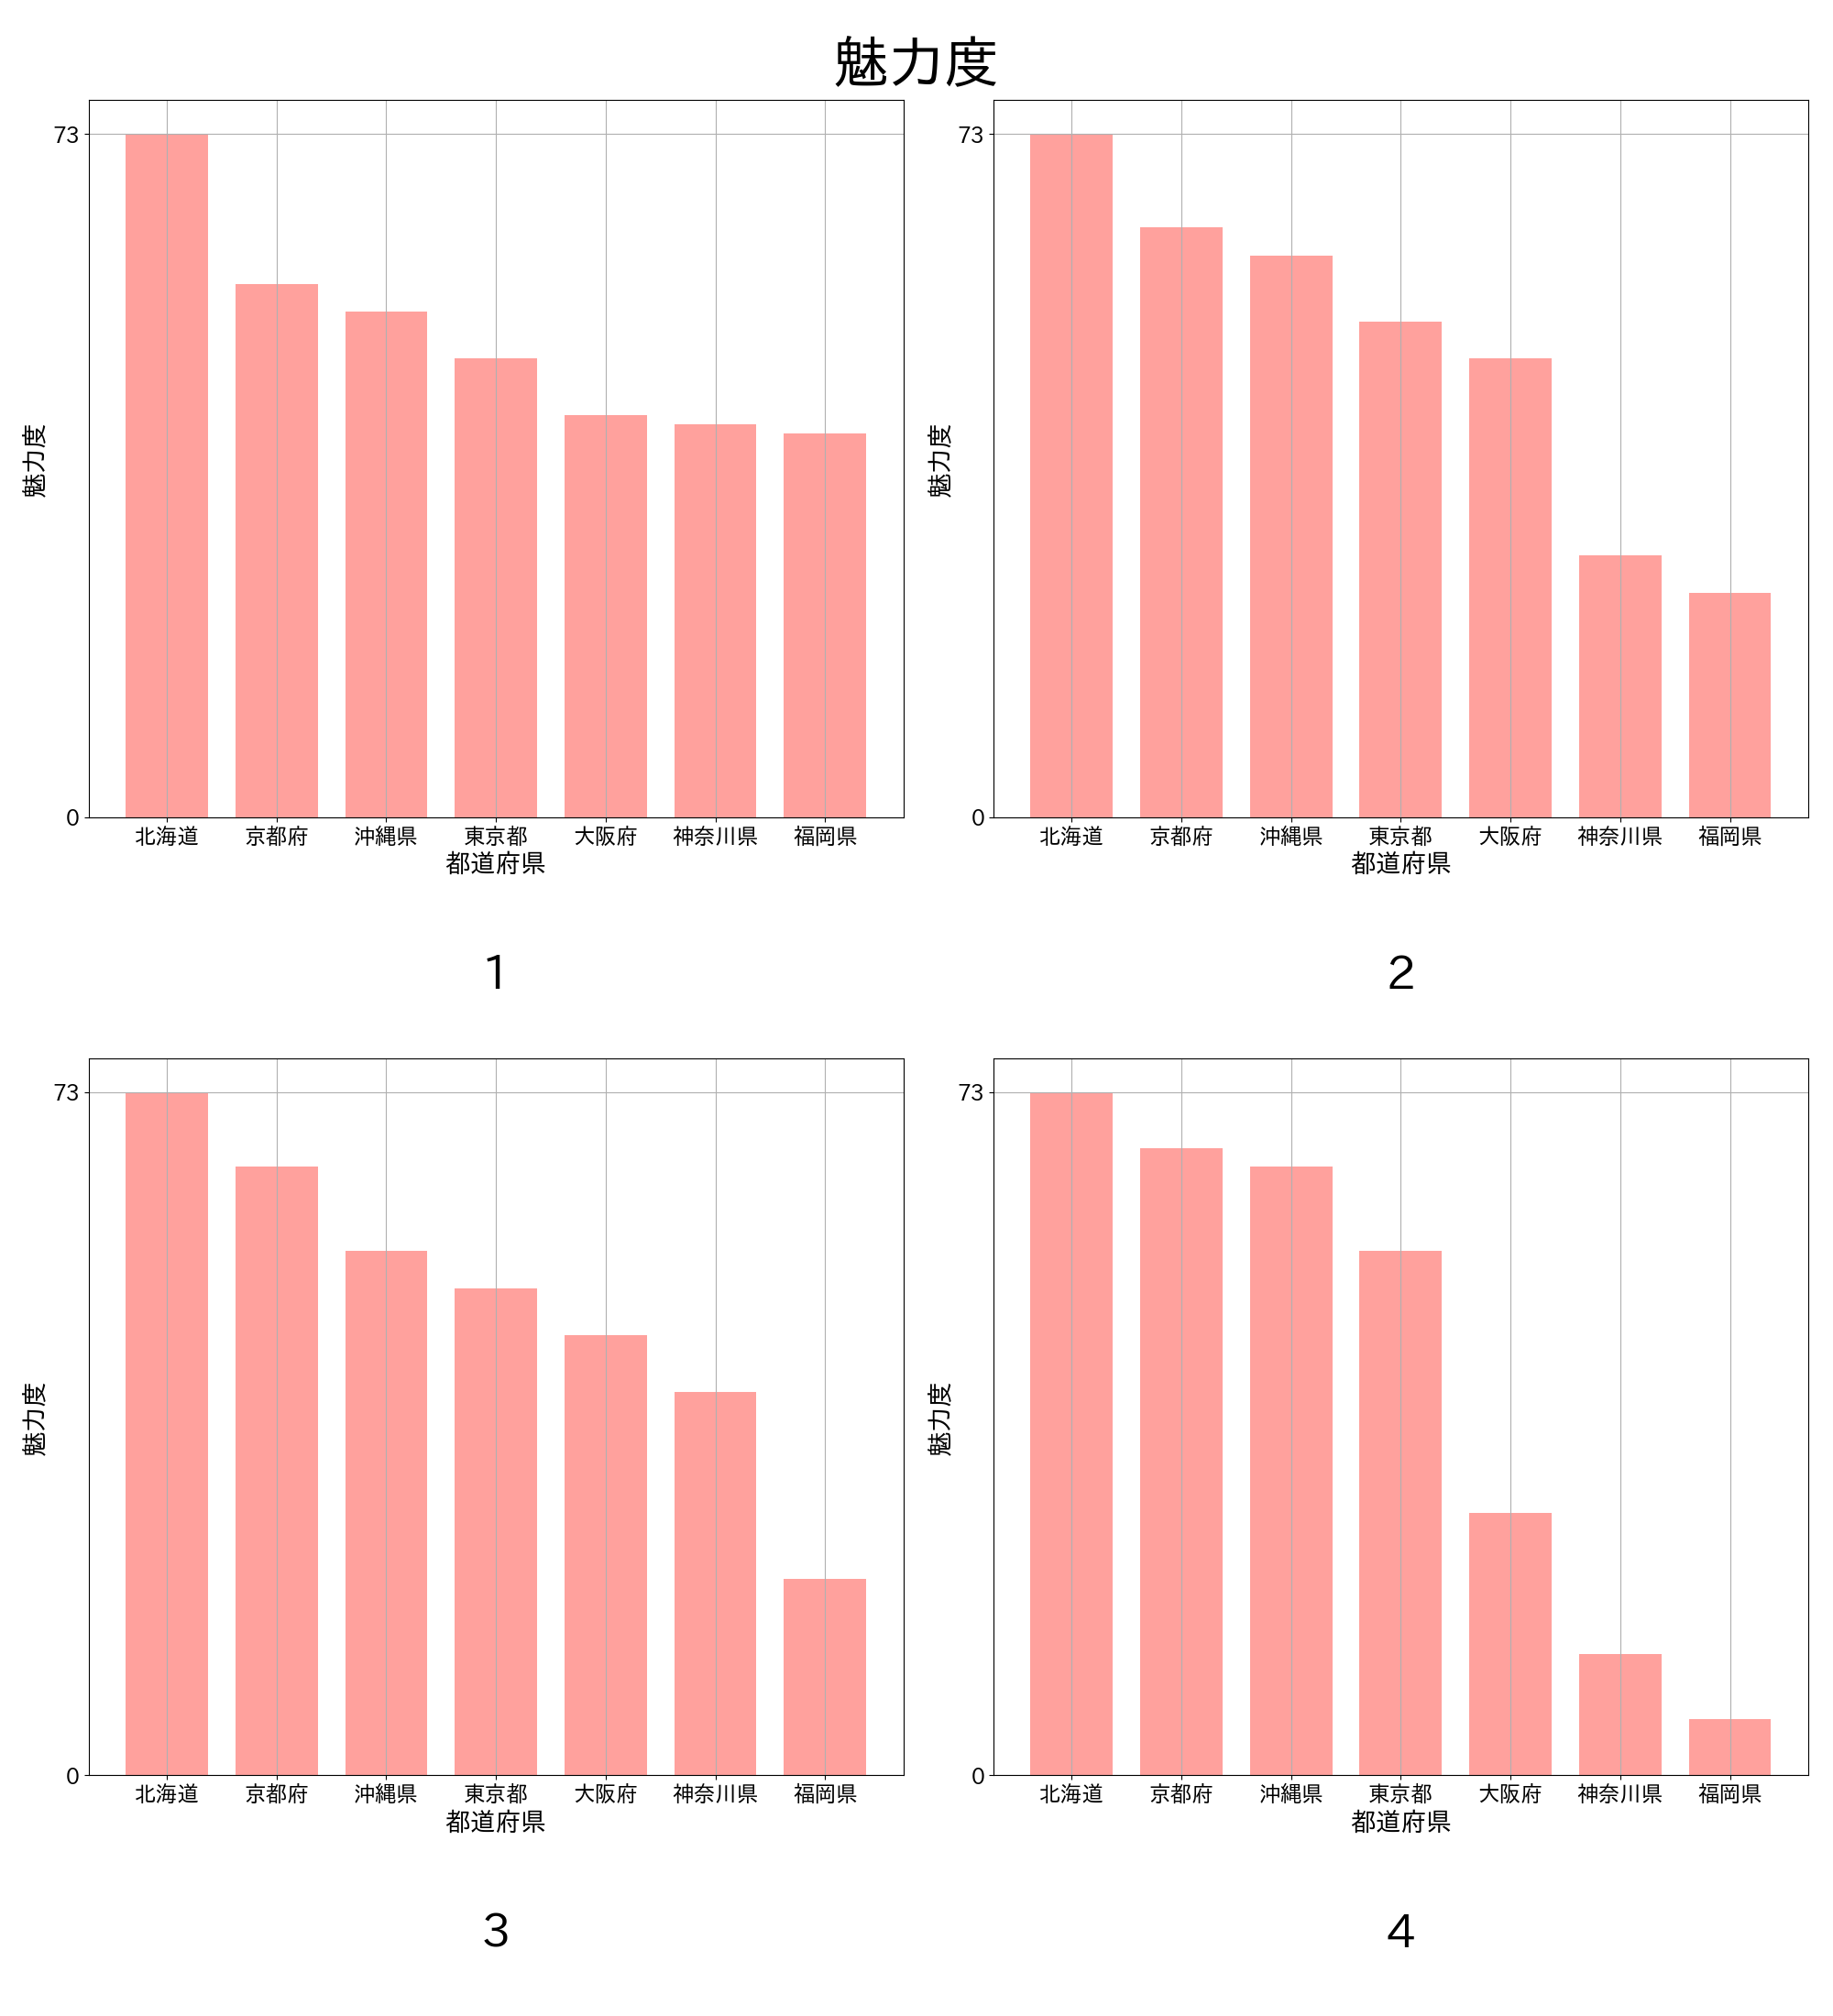 魅力度
73
0
魅力度
北海道 京都府 沖縄県 東京都 大阪府 神奈川県 福岡県
都道府県
1
73
0
魅力度
北海道 京都府 沖縄県 東京都 大阪府 神奈川県 福岡県
都道府県
2
73
0
魅力度
北海道 京都府 沖縄県 東京都 大阪府 神奈川県 福岡県
都道府県
3
73
0
魅力度
北海道 京都府 沖縄県 東京都 大阪府 神奈川県 福岡県
都道府県
4